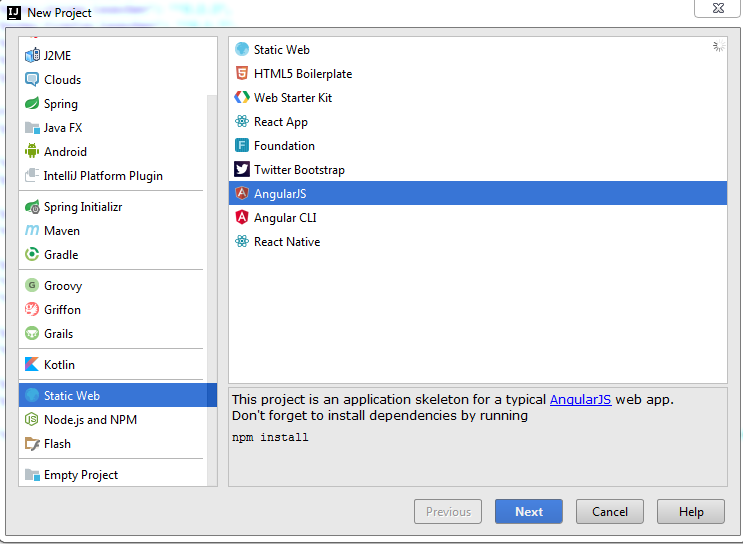 New Project
J2ME
Clouds
Spring
Java FX
Android
IntelliJ Platform Plugin
Spring Initializr
Maven
Gradle
Groovy
Griffon
Grails
Kotlin
Static Web
Node.js and NPM
Flash
Empty Project
Static Web
HTML5 Boilerplate
Web Starter Kit
React App
Foundation
Twitter Bootstrap
AngularJS
Angular CLI
React Native
This project is an application skeleton for a typical AngularJS web app.
Don't forget to install dependencies by running
npm install
Previous
Next
Cancel
Help